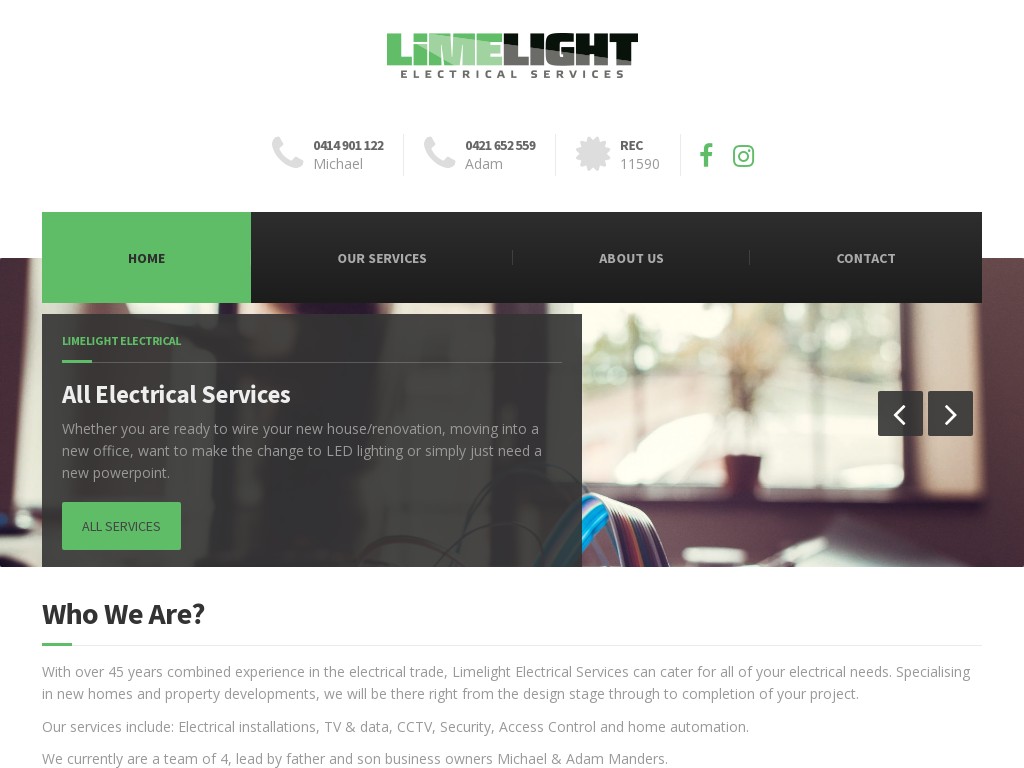 LiMELIGHT
ELECTRICAL SERVICES
0414 901 122
Michael
0421 652 559
Adam
REC
11590
HOME
OUR SERVICES
ABOUT US
CONTACT
LIMELIGHT ELECTRICAL
All Electrical Services
Whether you are ready to wire your new house/renovation, moving into a
new office, want to make the change to LED lighting or simply just need a
new powerpoint.
ALL SERVICES
Who We Are?
With over 45 years combined experience in the electrical trade, Limelight Electrical Services can cater for all of your electrical needs. Specialising
in new homes and property developments, we will be there right from the design stage through to completion of your project.
Our services include: Electrical installations, TV & data, CCTV, Security, Access Control and home automation.
We currently are a team of 4, lead by father and son business owners Michael & Adam Manders.